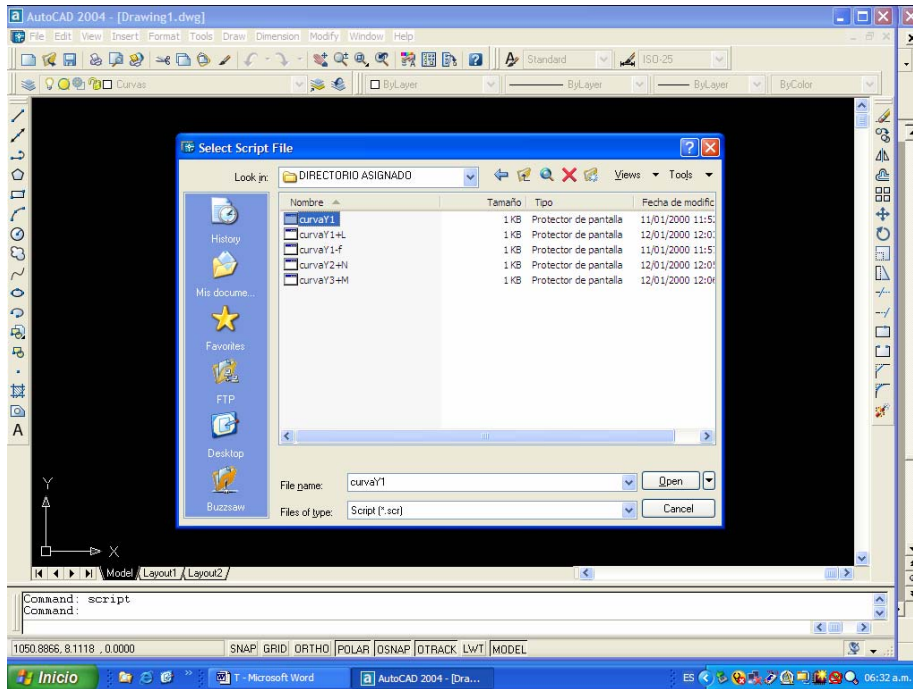 AutoCAD 2004 - [Drawing1.dwg]
File Edit View Insert Format Tools Draw Dimension Modify Window Help
Standard ISO-25
Curvas ByLayer ByLayer ByLayer ByColor
Select Script File
Look in: DIRECTORIO ASIGNADO Views Tools
Nombre Tamaño Tipo Fecha de modific
curvaY1 1 KB Protector de pantalla 11/01/2000 11:5
curvaY1+L 1 KB Protector de pantalla 12/01/2000 12:0
curvaY1-f 1 KB Protector de pantalla 11/01/2000 11:5
curvaY2+N 1 KB Protector de pantalla 12/01/2000 12:0
curvaY3+M 1 KB Protector de pantalla 12/01/2000 12:0
History
Mis docume...
Favorites
FTP
Desktop
Buzzsaw
File name: curvaY1 Open
Files of type: Script (*.scr) Cancel
A
Y
X
Model Layout1 Layout2
Command: script
Command:
1050.8866, 8.1118 , 0.0000 SNAP GRID ORTHO POLAR OSNAP OTRACK LWT MODEL
Inicio T - Microsoft Word AutoCAD 2004 - [Dra... ES 06:32 a.m.